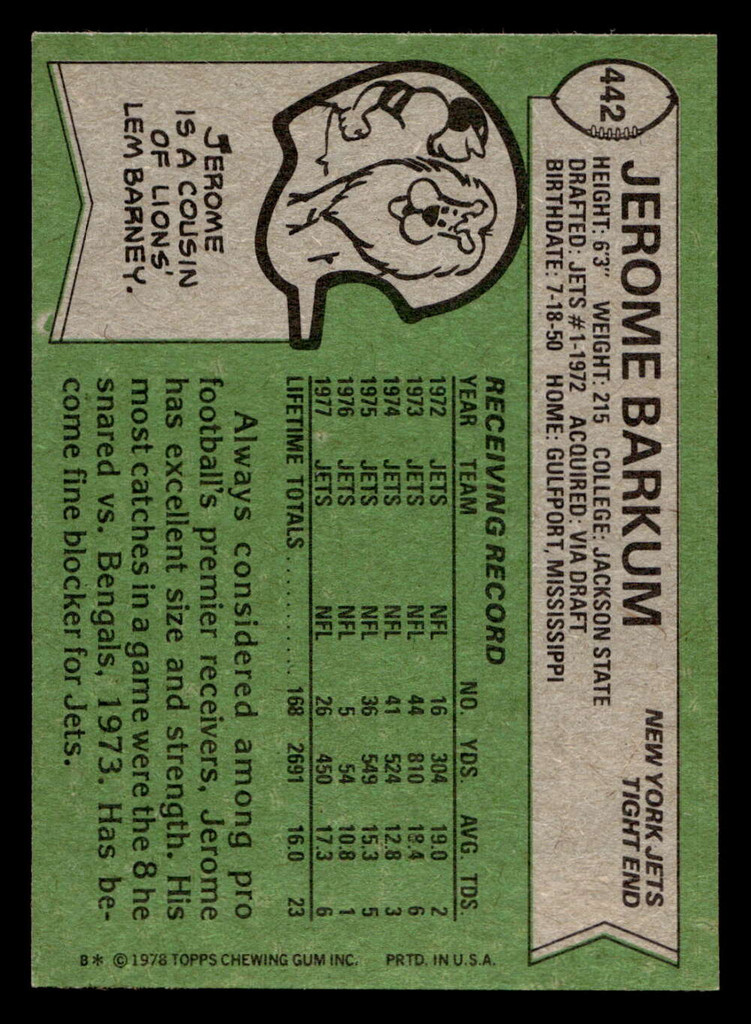 442
JEROME BARKUM
NEW YORK JETS
TIGHT END
HEIGHT: 6'3" WEIGHT: 215 COLLEGE: JACKSON STATE
DRAFTED: JETS #1-1972 ACQUIRED: VIA DRAFT
BIRTHDATE: 7-18-50 HOME: GULFPORT, MISSISSIPPI
JEROME
IS A COUSIN
OF LIONS'
LEM BARNEY.
RECEIVING RECORD
YEAR TEAM NO. YDS. AVG. TDS.
1972 JETS NFL 16 304 19.0 2
1973 JETS NFL 44 810 18.4 6
1974 JETS NFL 41 524 12.8 3
1975 JETS NFL 36 549 15.3 5
1976 JETS NFL 5 54 10.8 1
1977 JETS NFL 26 450 17.3 6
LIFETIME TOTALS .......... 168 2691 16.0 23
Always considered among pro
football's premier receivers, Jerome
has excellent size and strength. His
most catches in a game were the 8 he
snared vs. Bengals, 1973. Has be-
come fine blocker for Jets.
B* © 1978 TOPPS CHEWING GUM INC. PRTD. IN U.S.A.